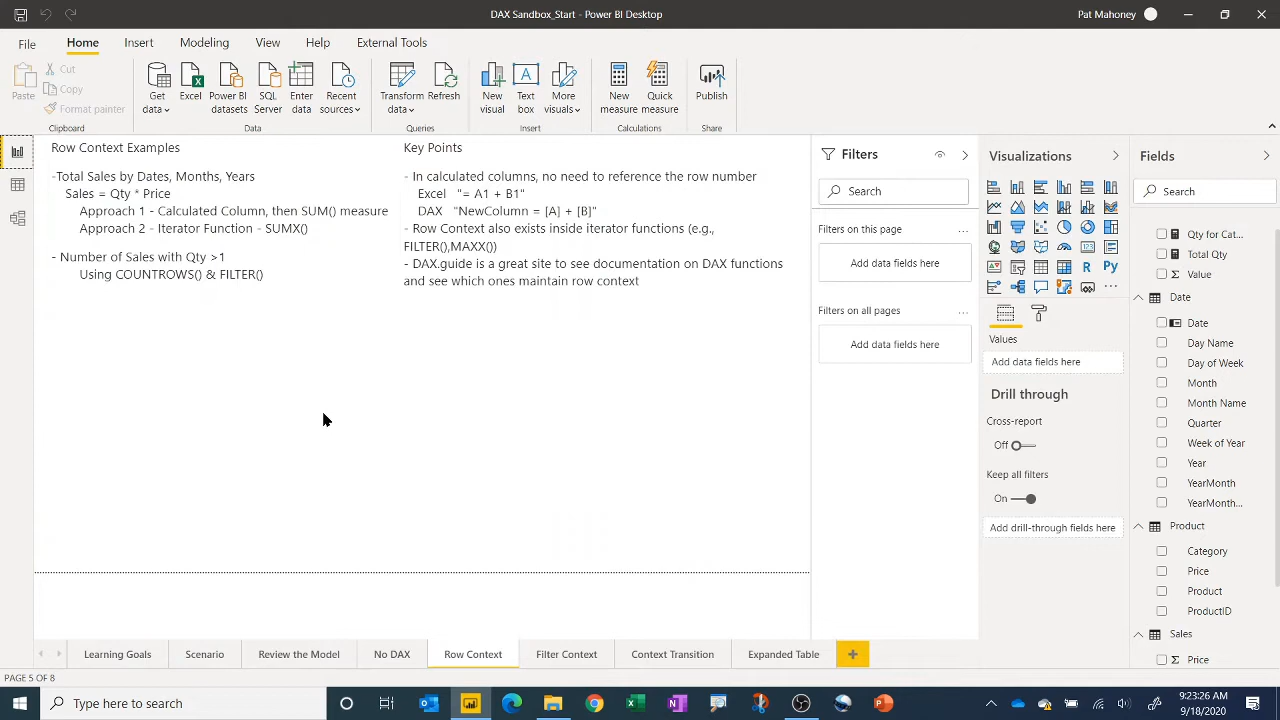 DAX Sandbox_Start - Power BI Desktop
Pat Mahoney
File
Home
Insert
Modeling
View
Help
External Tools
Paste
Cut
Copy
Format painter
Clipboard
Get data
Excel
Power BI datasets
SQL Server
Enter data
Recent sources
Data
Transform data
Refresh
Queries
New visual
Text box
More visuals
Insert
New measure
Quick measure
Calculations
Publish
Share
Row Context Examples
-Total Sales by Dates, Months, Years
Sales = Qty * Price
Approach 1 - Calculated Column, then SUM() measure
Approach 2 - Iterator Function - SUMX()
- Number of Sales with Qty >1
Using COUNTROWS() & FILTER()
Key Points
- In calculated columns, no need to reference the row number
Excel "= A1 + B1"
DAX "NewColumn = [A] + [B]"
- Row Context also exists inside iterator functions (e.g.,
FILTER(),MAXX())
- DAX.guide is a great site to see documentation on DAX functions
and see which ones maintain row context
Filters
Search
Filters on this page
...
Add data fields here
Filters on all pages
...
Add data fields here
Visualizations
R
Py
...
Values
Add data fields here
Drill through
Cross-report
Off
Keep all filters
On
Add drill-through fields here
Fields
Search
Qty for Cat...
Total Qty
Σ Value
Date
Date
Day Name
Day of Week
Month
Month Name
Quarter
Week of Year
Year
YearMonth
YearMonth...
Product
Category
Price
Product
ProductID
Sales
Σ Price
Learning Goals
Scenario
Review the Model
No DAX
Row Context
Filter Context
Context Transition
Expanded Table
PAGE 5 OF 8
Type here to search
9:23:26 AM
9/18/2020